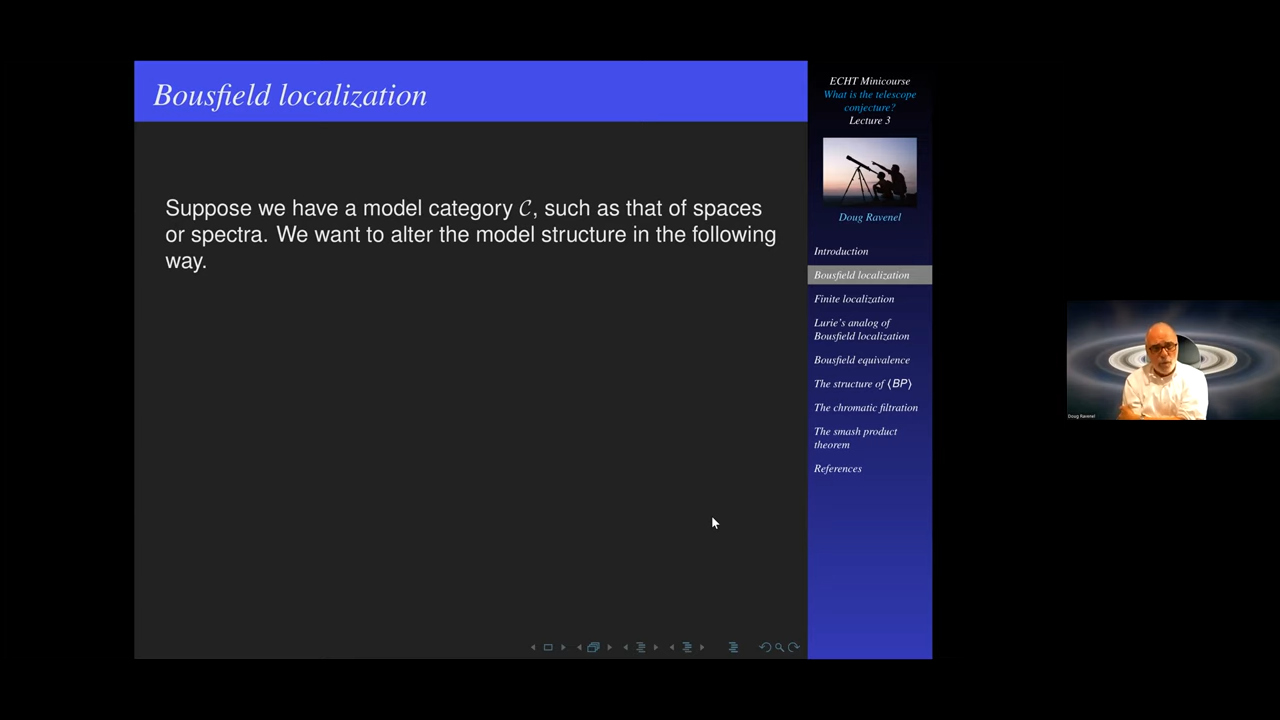 Bousfield localization
Suppose we have a model category 𝒞, such as that of spaces
or spectra. We want to alter the model structure in the following
way.
ECHT Minicourse
What is the telescope
conjecture?
Lecture 3
Doug Ravenel
Introduction
Bousfield localization
Finite localization
Lurie's analog of
Bousfield localization
Bousfield equivalence
The structure of ⟨BP⟩
The chromatic filtration
The smash product
theorem
References
Doug Ravenel